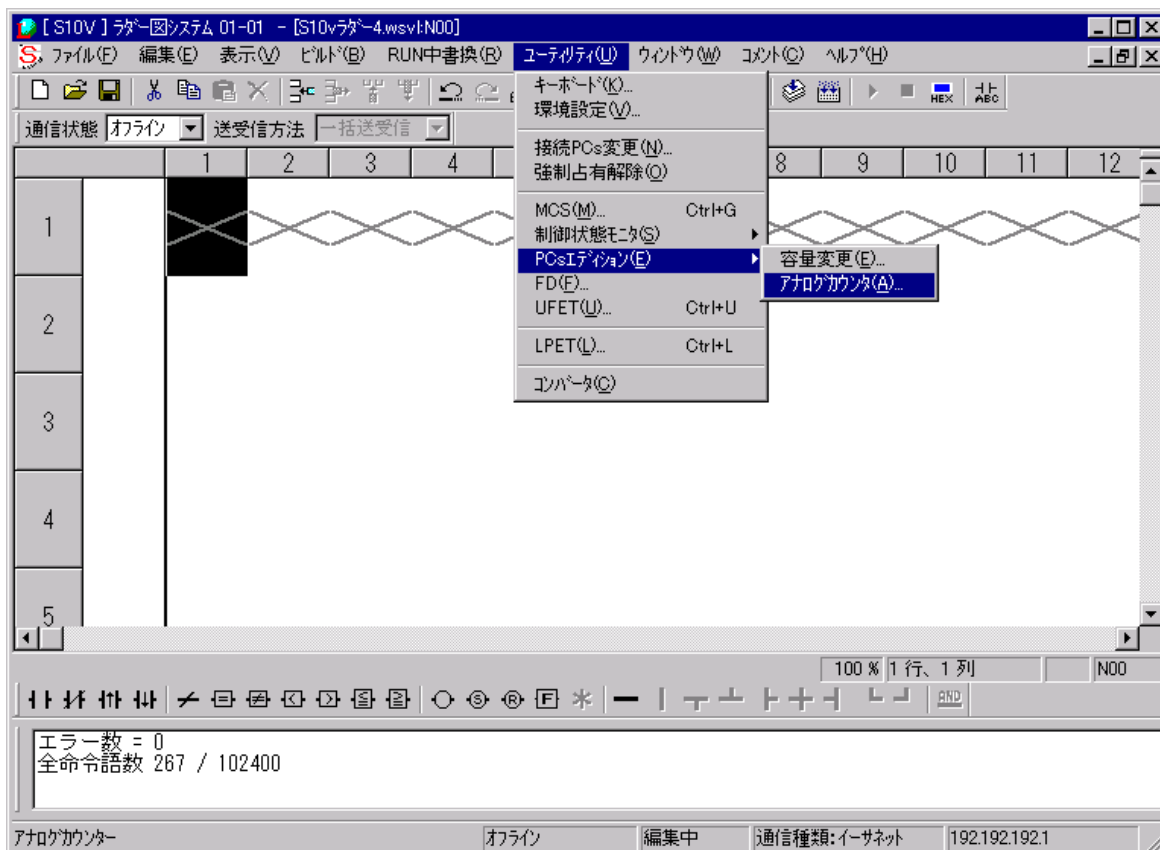 [ S10V ] ラダー図システム 01-01 - [S10vラダー4.wsv:N00]
ファイル(F) 編集(E) 表示(V) ビルド(B) RUN中書換(R) ユーティリティ(U) ウィンドウ(W) コメント(C) ヘルプ(H)
HEX ABC
通信状態 オフライン 送受信方法 一括送受信
キーボード(K)...
環境設定(V)...
接続PCs変更(N)...
強制占有解除(O)
MCS(M)... Ctrl+G
制御状態モニタ(S)
PCsエディション(E)
FD(F)...
UFET(U)... Ctrl+U
LPET(L)... Ctrl+L
コンバータ(C)
容量変更(E)...
アナログカウンタ(A)...
1 2 3 4 8 9 10 11 12
1
2
3
4
5
100 % 1 行、1 列 N00
S R F AND
エラー数 = 0
全命令語数 267 / 102400
アナログカウンター オフライン 編集中 通信種類:イーサネット 192.192.192.1